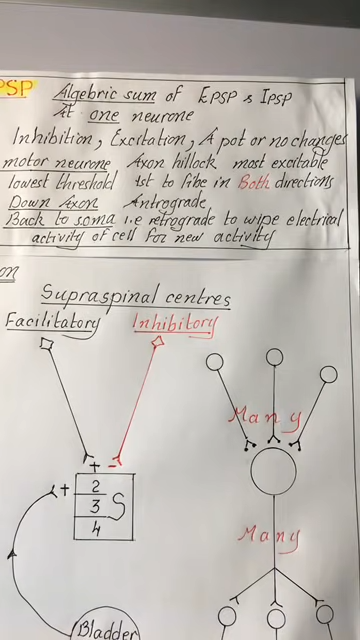 PSP Algebric sum of EPSP & IPSP
At one neurone
Inhibition, Excitation, A pot or no changes
motor neurone Axon hillock most excitable
lowest threshold 1st to fibe in Both directions
Down Axon Antrograde
Back to soma i.e retrograde to wipe electrical
activity of cell for new activity
on
Supraspinal centres
Facilitatory Inhibitory
Many
+ -
+ 2
3 S
4
Many
Bladder